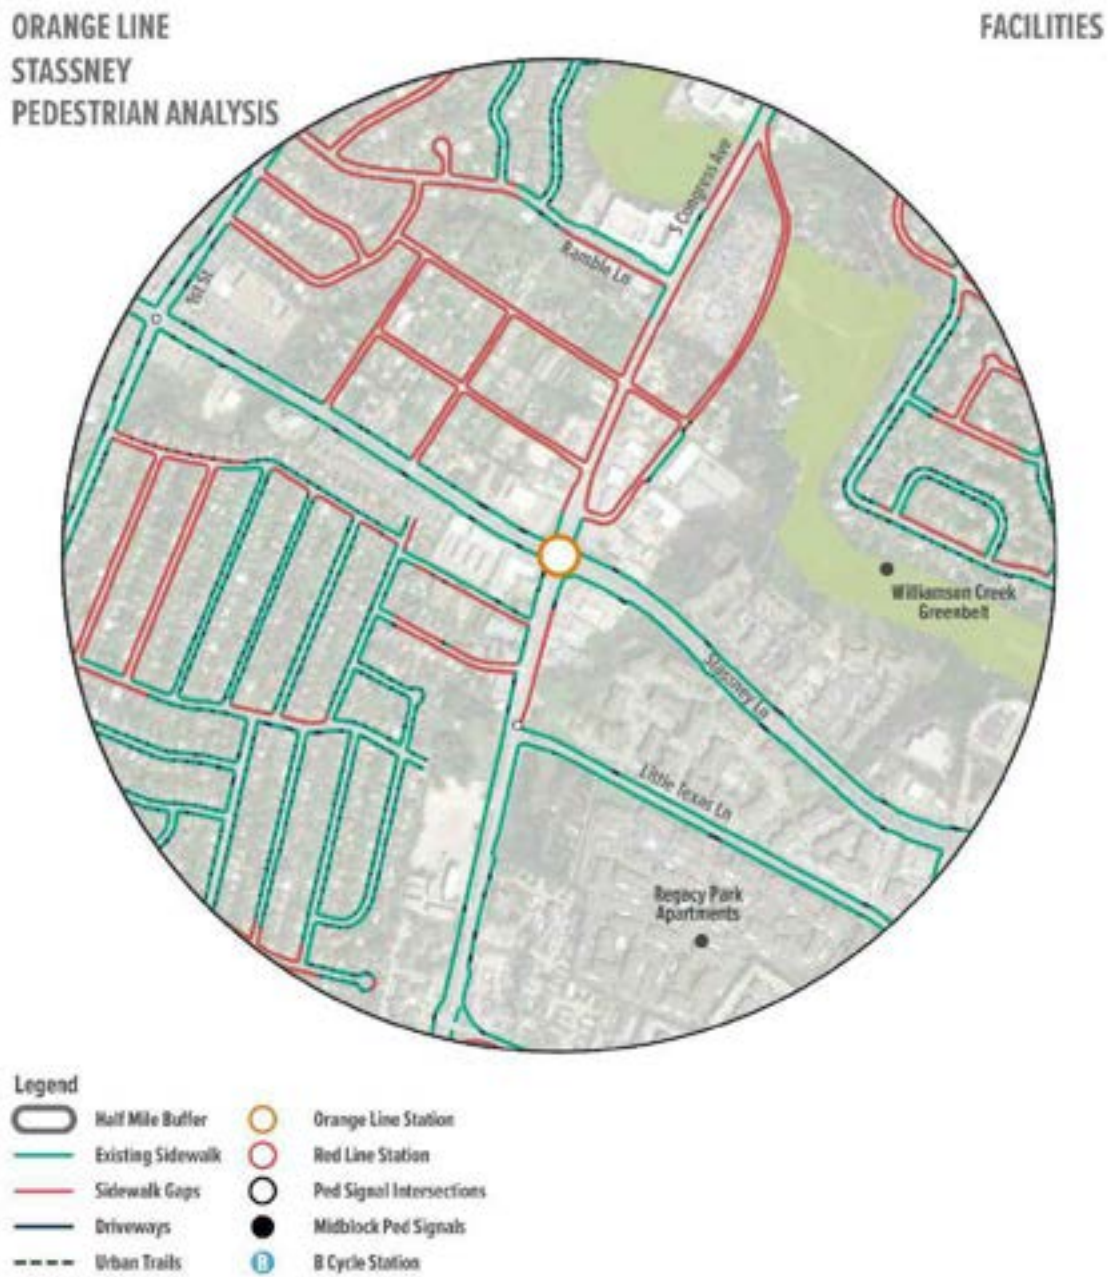 ORANGE LINE
STASSNEY
PEDESTRIAN ANALYSIS
FACILITIES
S Congress Ave
Ramble Ln
1st St
Williamson Creek
Greenbelt
Stassney Ln
Little Texas Ln
Regacy Park
Apartments
Legend
Half Mile Buffer
Orange Line Station
Existing Sidewalk
Red Line Station
Sidewalk Gaps
Ped Signal Intersections
Driveways
Midblock Ped Signals
Urban Trails
B
B Cycle Station